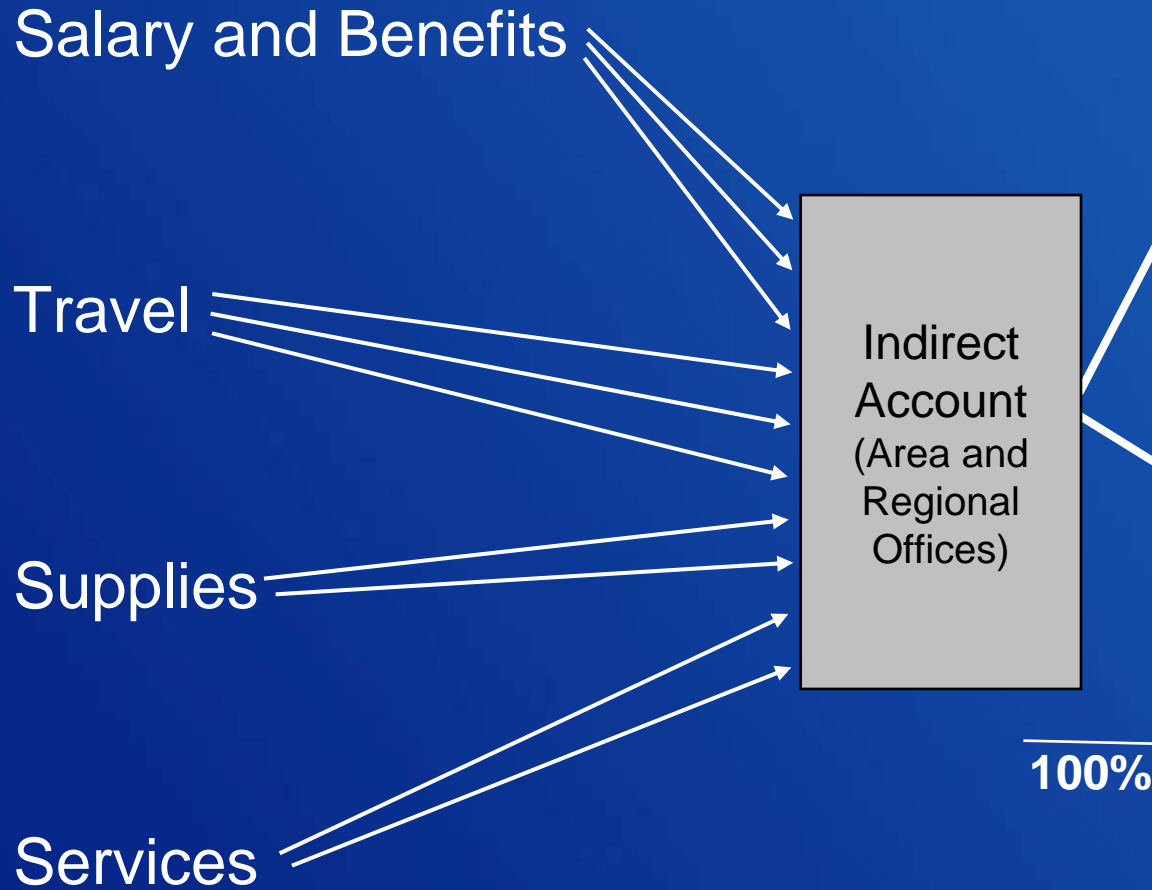 Salary and Benefits
Travel
Indirect
Account
(Area and
Regional
Offices)
Supplies
100%
Services